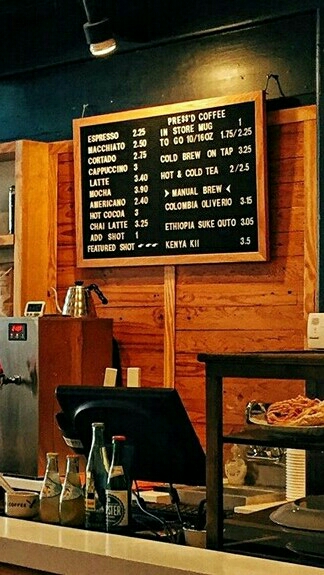 ESPRESSO 2.25
MACCHIATO 2.50
CORTADO 2.75
CAPPUCCINO 3
LATTE 3.40
MOCHA 3.90
AMERICANO 2.40
HOT COCOA 3
CHAI LATTE 3.25
ADD SHOT 1
FEATURED SHOT
PRESS'D COFFEE
IN STORE MUG 1
TO GO 10/16OZ 1.75/2.25
COLD BREW ON TAP 3.25
HOT & COLD TEA 2/2.5
MANUAL BREW
COLOMBIA OLIVERIO 3.15
ETHIOPIA SUKE QUTO 3.05
KENYA KII 3.5
COFFEE